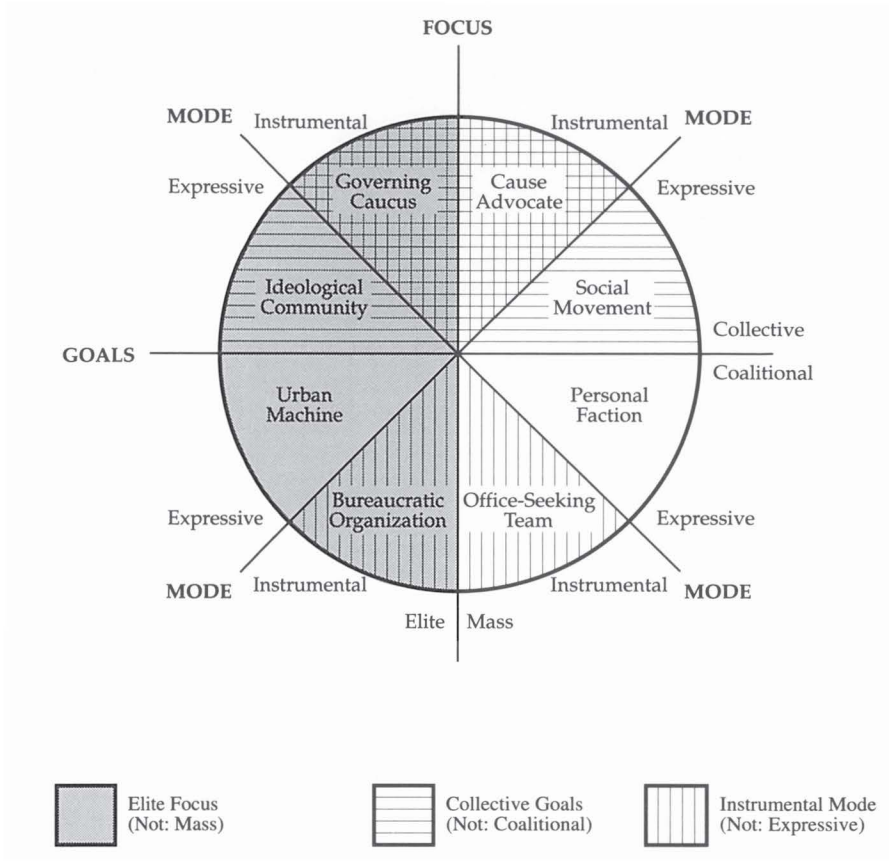 FOCUS
MODE
Instrumental
Instrumental
MODE
Expressive
Governing
Caucus
Cause
Advocate
Expressive
Ideological
Community
Social
Movement
Collective
GOALS
Coalitional
Urban
Machine
Personal
Faction
Bureaucratic
Organization
Office-Seeking
Team
Expressive
Expressive
MODE
Instrumental
Instrumental
MODE
Elite
Mass
Elite Focus
(Not: Mass)
Collective Goals
(Not: Coalitional)
Instrumental Mode
(Not: Expressive)